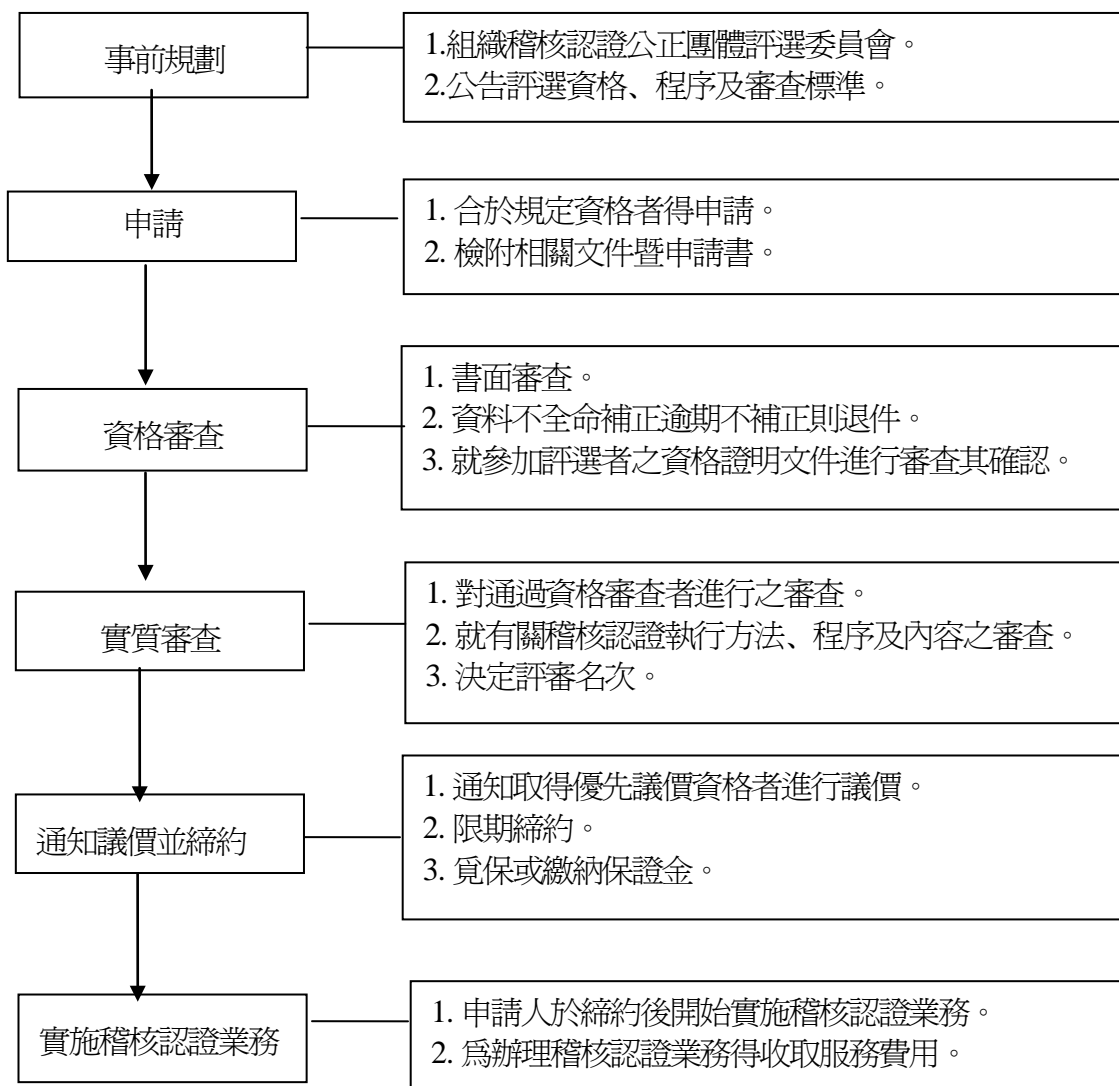 事前規劃
1.組織稽核認證公正團體評選委員會。
2.公告評選資格、程序及審查標準。
申請
1. 合於規定資格者得申請。
2. 檢附相關文件暨申請書。
資格審查
1. 書面審查。
2. 資料不全命補正逾期不補正則退件。
3. 就參加評選者之資格證明文件進行審查其確認。
實質審查
1. 對通過資格審查者進行之審查。
2. 就有關稽核認證執行方法、程序及內容之審查。
3. 決定評審名次。
通知議價並締約
1. 通知取得優先議價資格者進行議價。
2. 限期締約。
3. 覓保或繳納保證金。
實施稽核認證業務
1. 申請人於締約後開始實施稽核認證業務。
2. 為辦理稽核認證業務得收取服務費用。